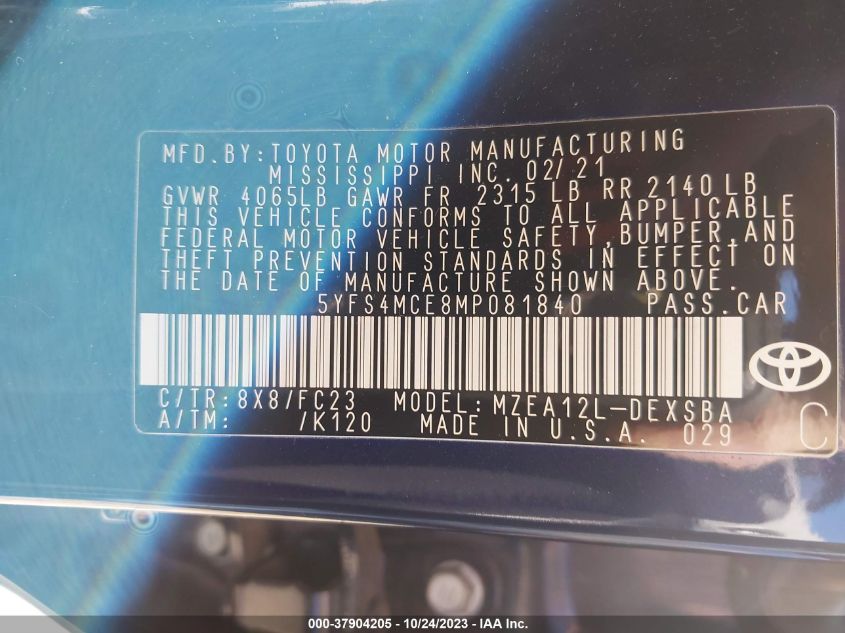 MFD.BY:TOYOTA MOTOR MANUFACTURING
MISSISSIPPI INC. 02/21
GVWR 4065LB GAWR FR 2315 LB RR 2140 LB
THIS VEHICLE CONFORMS TO ALL APPLICABLE
FEDERAL MOTOR VEHICLE SAFETY,BUMPER,AND
THEFT PREVENTION STANDARDS IN EFFECT ON
THE DATE OF MANUFACTURE SHOWN ABOVE.
5YFS4MCE8MP081840 PASS.CAR
C/TR:8X8/FC23 MODEL:MZEA12L-DEXSBA
A/TM: /K120 MADE IN U.S.A. 029
C
000-37904205 - 10/24/2023 - IAA Inc.